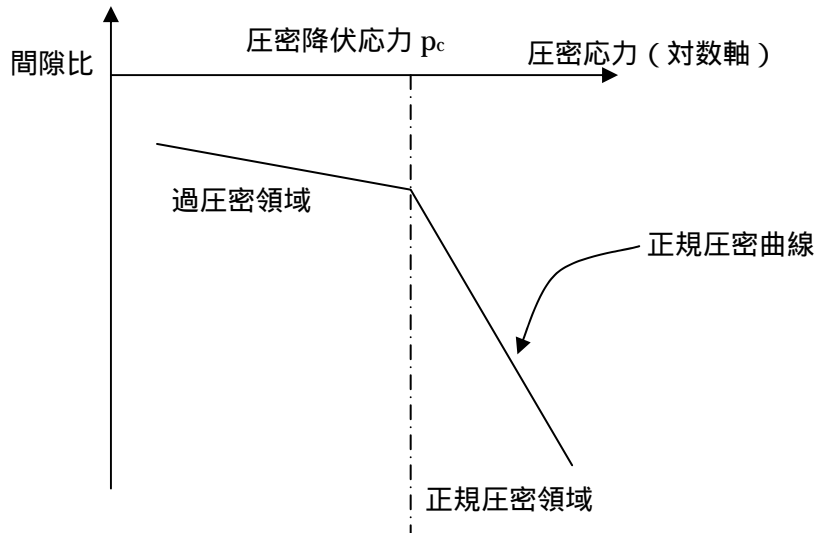 圧密降伏応力 pc
圧密応力（対数軸）
間隙比
過圧密領域
正規圧密曲線
正規圧密領域